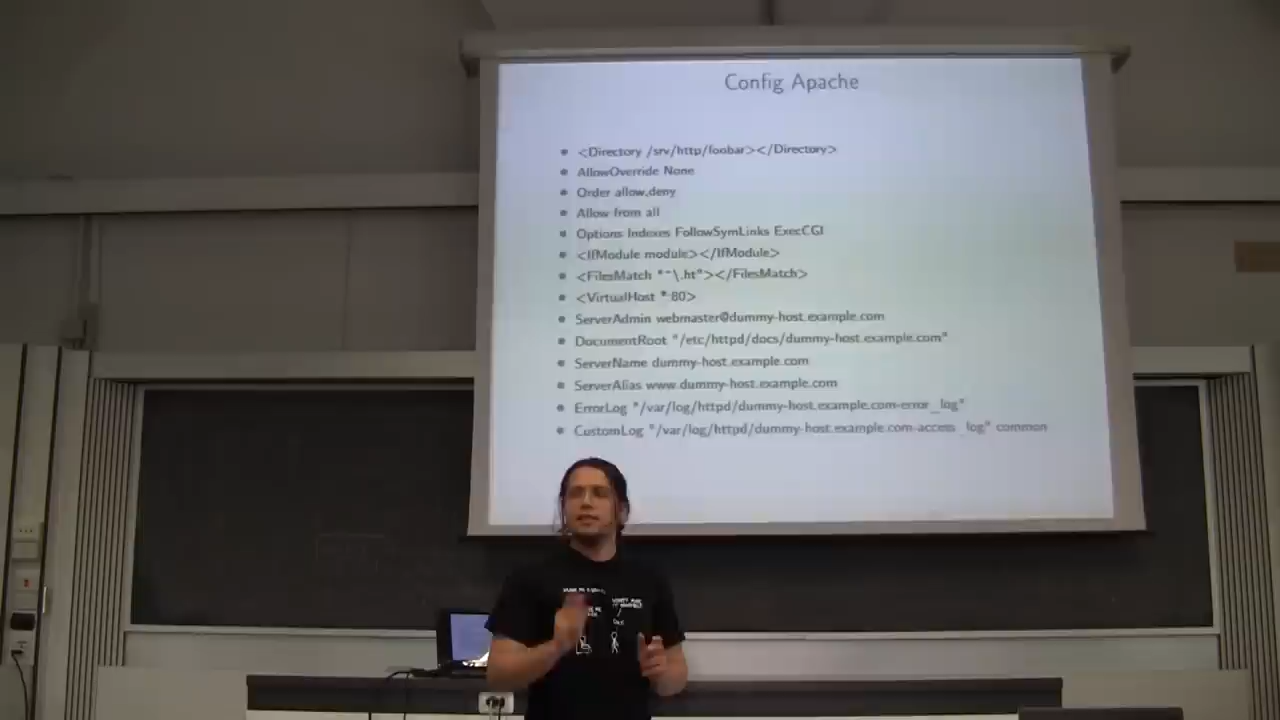 Config Apache
<Directory /srv/http/foobar></Directory>
AllowOverride None
Order allow,deny
Allow from all
Options Indexes FollowSymLinks ExecCGI
<IfModule module></IfModule>
<FilesMatch "^\.ht"></FilesMatch>
<VirtualHost *:80>
ServerAdmin webmaster@dummy-host.example.com
DocumentRoot "/etc/httpd/docs/dummy-host.example.com"
ServerName dummy-host.example.com
ServerAlias www.dummy-host.example.com
ErrorLog "/var/log/httpd/dummy-host.example.com-error_log"
CustomLog "/var/log/httpd/dummy-host.example.com-access_log" common